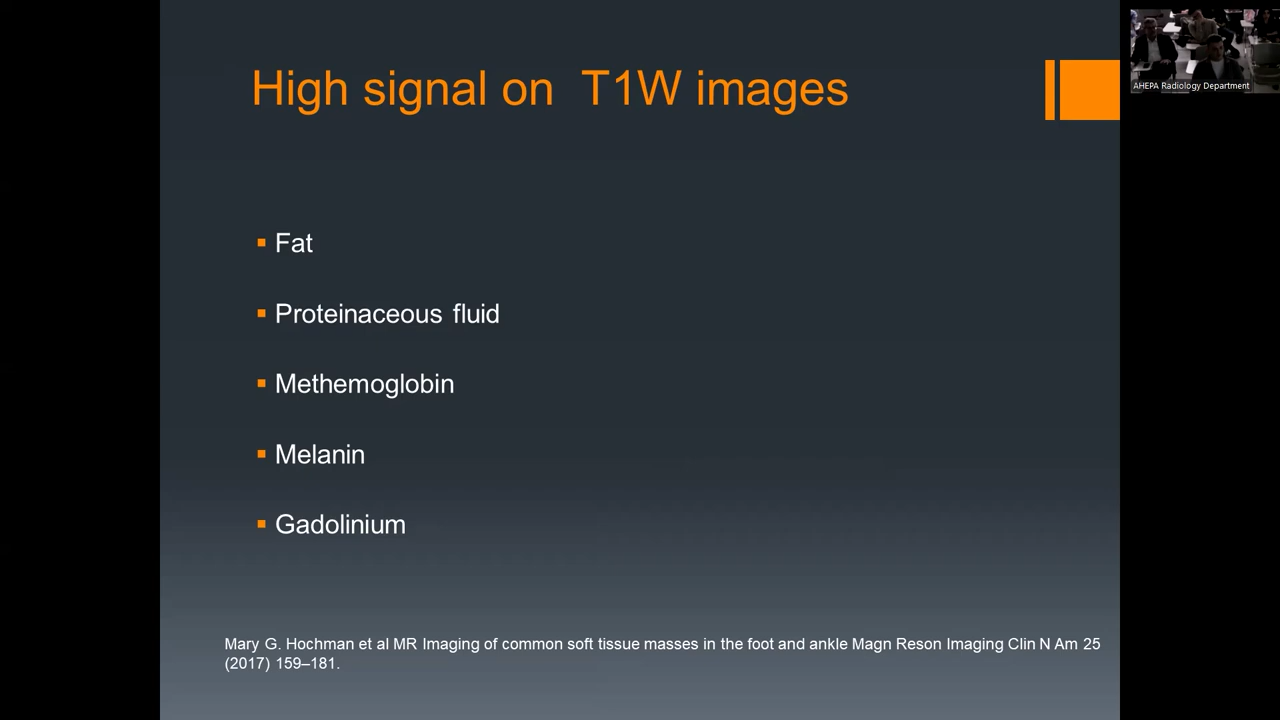 High signal on T1W images
AHEPA Radiology Department
Fat
Proteinaceous fluid
Methemoglobin
Melanin
Gadolinium
Mary G. Hochman et al MR Imaging of common soft tissue masses in the foot and ankle Magn Reson Imaging Clin N Am 25
(2017) 159–181.